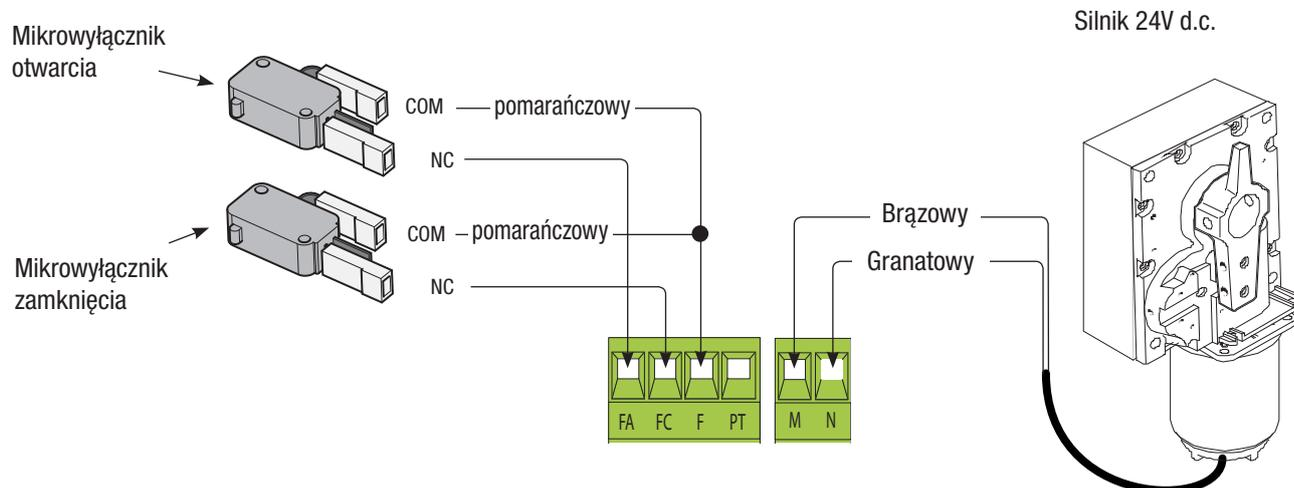 Silnik 24V d.c.
Mikrowyłącznik
otwarcia
COM
pomarańczowy
NC
COM
pomarańczowy
Mikrowyłącznik
zamknięcia
NC
Brązowy
Granatowy
FA FC F PT M N